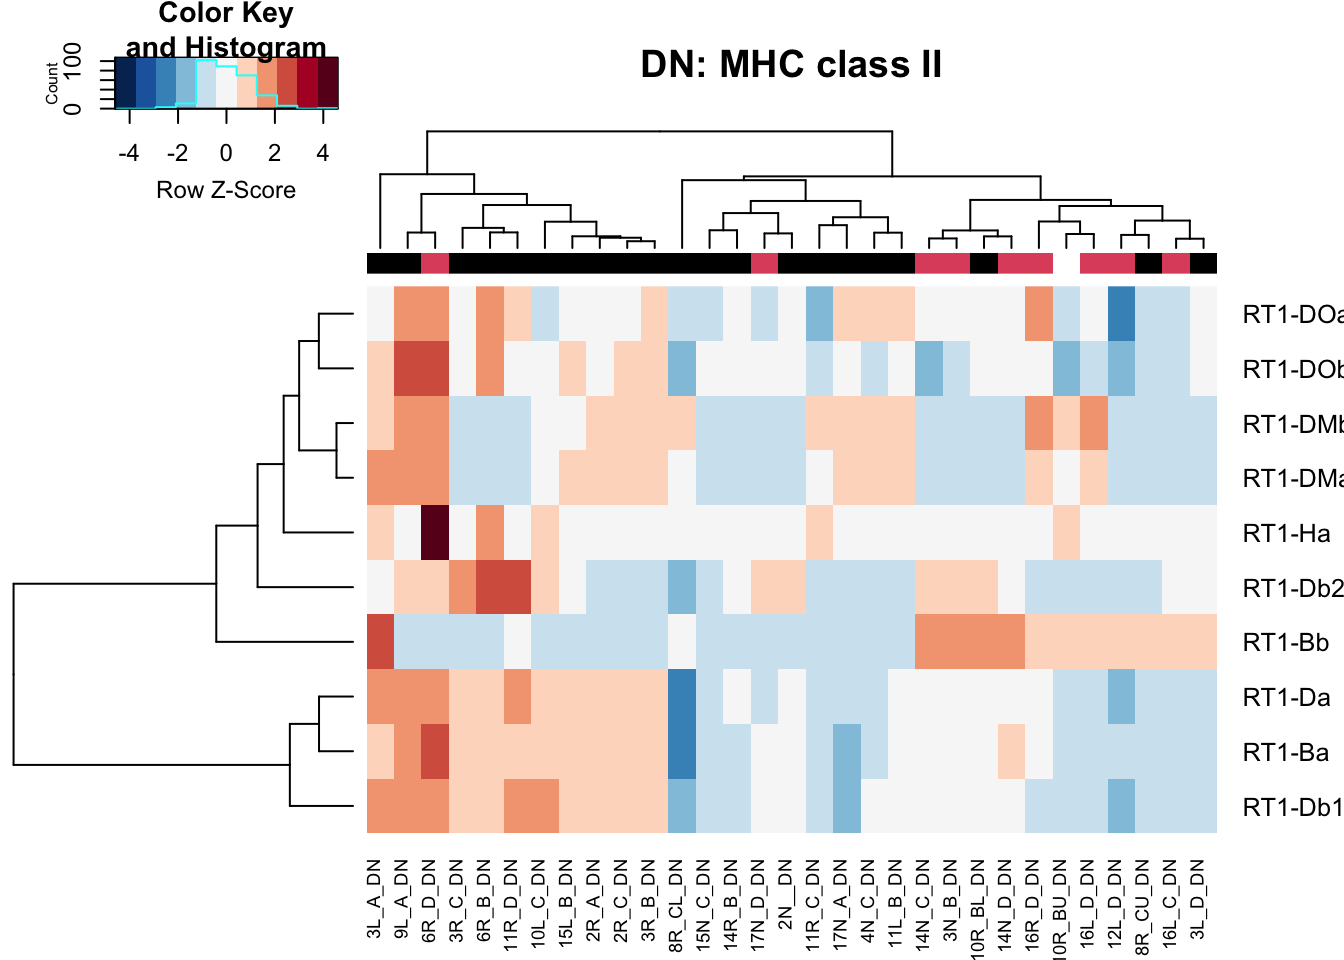 Color Key
and Histogram
Count
0 100
-4 -2 0 2 4
Row Z-Score
DN: MHC class II
RT1-DOa
RT1-DOb
RT1-DMb
RT1-DMa
RT1-Ha
RT1-Db2
RT1-Bb
RT1-Da
RT1-Ba
RT1-Db1
3L_A_DN
9L_A_DN
6R_D_DN
3R_C_DN
6R_B_DN
11R_D_DN
10L_C_DN
15L_B_DN
2R_A_DN
2R_C_DN
3R_B_DN
8R_CL_DN
15N_C_DN
14R_B_DN
17N_D_DN
2N__DN
11R_C_DN
17N_A_DN
4N_C_DN
11L_B_DN
14N_C_DN
3N_B_DN
10R_BL_DN
14N_D_DN
16R_D_DN
10R_BU_DN
16L_D_DN
12L_D_DN
8R_CU_DN
16L_C_DN
3L_D_DN